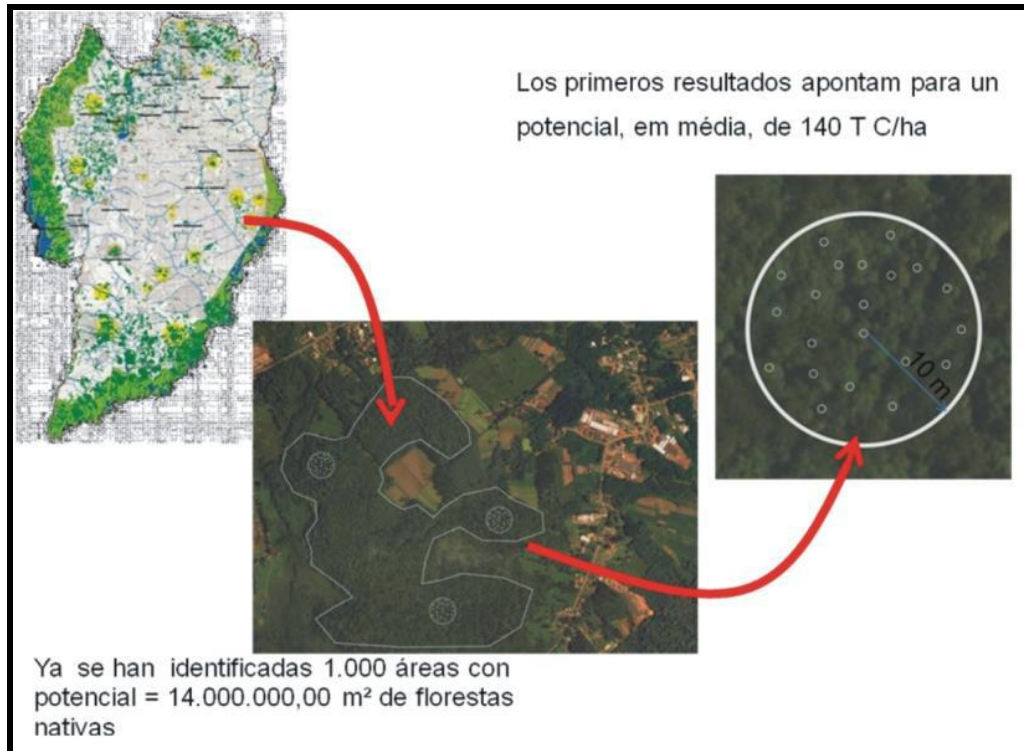 Los primeros resultados apontam para un
potencial, em média, de 140 T C/ha
10 m
Ya se han identificadas 1.000 áreas con
potencial = 14.000.000,00 m² de florestas
nativas